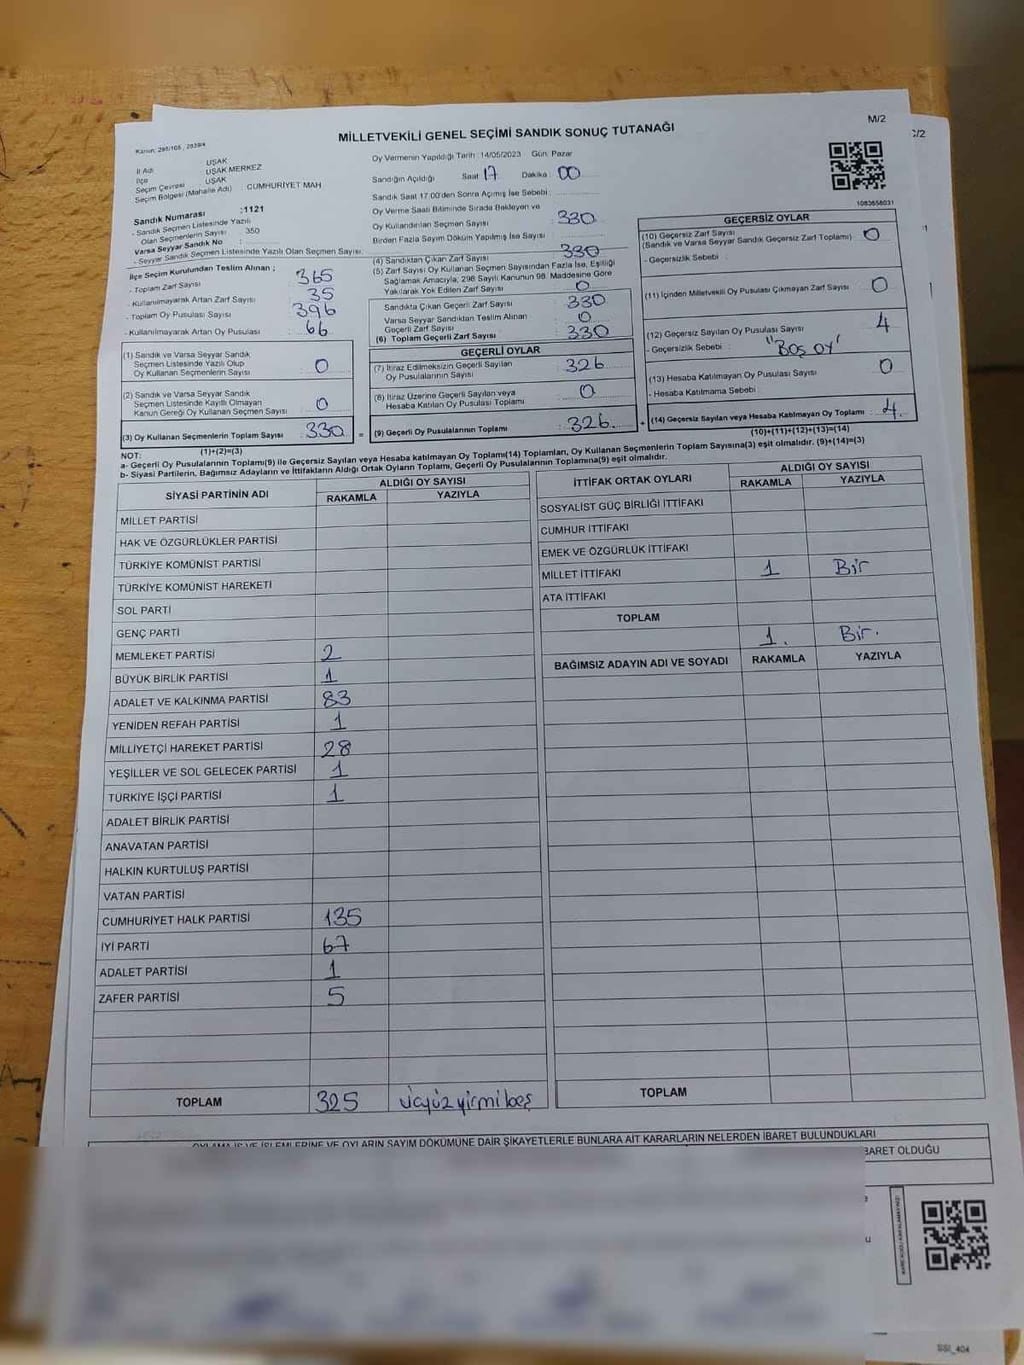 M/2
MİLLETVEKİLİ GENEL SEÇİMİ SANDIK SONUÇ TUTANAĞI
/2
İl Adı : UŞAK
İlçe : UŞAK MERKEZ
Seçim Çevresi : UŞAK
Seçim Bölgesi (Mahalle Adı) : CUMHURİYET MAH
Oy Vermenin Yapıldığı Tarih : 14/05/2023 Gün: Pazar
Sandığın Açıldığı Saat 17 Dakika 00
Sandık Saat 17:00'den Sonra Açılmış İse Sebebi :
Oy Verme Saati Bitiminde Sırada Bekleyen ve
Oy Kullandırılan Seçmen Sayısı : 330
Birden Fazla Sayım Döküm Yapılmış İse Sayısı :
1083658031
Sandık Numarası :1121
- Sandık Seçmen Listesinde Yazılı
Olan Seçmenlerin Sayısı : 350
Varsa Seyyar Sandık No :
- Seyyar Sandık Seçmen Listesinde Yazılı Olan Seçmen Sayısı:
İlçe Seçim Kurulundan Teslim Alınan ;
- Toplam Zarf Sayısı : 365
- Kullanılmayarak Artan Zarf Sayısı : 35
- Toplam Oy Pusulası Sayısı : 396
- Kullanılmayarak Artan Oy Pusulası : 66
(4) Sandıktan Çıkan Zarf Sayısı : 330
(5) Zarf Sayısı Oy Kullanan Seçmen Sayısından Fazla İse, Eşitliği
Sağlamak Amacıyla, 298 Sayılı Kanunun 98. Maddesine Göre
Yakılarak Yok Edilen Zarf Sayısı : 0
Sandıkta Çıkan Geçerli Zarf Sayısı : 330
Varsa Seyyar Sandıktan Teslim Alınan
Geçerli Zarf Sayısı : 0
(6) Toplam Geçerli Zarf Sayısı : 330
GEÇERSİZ OYLAR
(10) Geçersiz Zarf Sayısı
(Sandık ve Varsa Seyyar Sandık Geçersiz Zarf Toplamı) : 0
- Geçersizlik Sebebi :
(11) İçinden Milletvekili Oy Pusulası Çıkmayan Zarf Sayısı : 0
(12) Geçersiz Sayılan Oy Pusulası Sayısı : 4
- Geçersizlik Sebebi : "Boş oy"
(13) Hesaba Katılmayan Oy Pusulası Sayısı : 0
- Hesaba Katılmama Sebebi :
(14) Geçersiz Sayılan veya Hesaba Katılmayan Oy Toplamı : 4.
(10)+(11)+(12)+(13)=(14)
(1) Sandık ve Varsa Seyyar Sandık
Seçmen Listesinde Yazılı Olup
Oy Kullanan Seçmenlerin Sayısı : 0
(2) Sandık ve Varsa Seyyar Sandık
Seçmen Listesinde Kayıtlı Olmayan
Kanun Gereği Oy Kullanan Seçmen Sayısı : 0
(3) Oy Kullanan Seçmenlerin Toplam Sayısı : 330
(1)+(2)=(3)
GEÇERLİ OYLAR
(7) İtiraz Edilmeksizin Geçerli Sayılan
Oy Pusulalarının Sayısı : 326
(8) İtiraz Üzerine Geçerli Sayılan veya
Hesaba Katılan Oy Pusulası Toplamı : 0
= (9) Geçerli Oy Pusulalarının Toplamı : 326. +
NOT:
a- Geçerli Oy Pusulalarının Toplamı(9) ile Geçersiz Sayılan veya Hesaba katılmayan Oy Toplamı(14) Toplamları, Oy Kullanan Seçmenlerin Toplam Sayısına(3) eşit olmalıdır. (9)+(14)=(3)
b- Siyasi Partilerin, Bağımsız Adayların ve İttifakların Aldığı Ortak Oyların Toplamı, Geçerli Oy Pusulalarının Toplamına(9) eşit olmalıdır.
SİYASİ PARTİNİN ADI ALDIĞI OY SAYISI
RAKAMLA YAZIYLA
MİLLET PARTİSİ
HAK VE ÖZGÜRLÜKLER PARTİSİ
TÜRKİYE KOMÜNİST PARTİSİ
TÜRKİYE KOMÜNİST HAREKETİ
SOL PARTİ
GENÇ PARTİ
MEMLEKET PARTİSİ 2
BÜYÜK BİRLİK PARTİSİ 1
ADALET VE KALKINMA PARTİSİ 83
YENİDEN REFAH PARTİSİ 1
MİLLİYETÇİ HAREKET PARTİSİ 28
YEŞİLLER VE SOL GELECEK PARTİSİ 1
TÜRKİYE İŞÇİ PARTİSİ 1
ADALET BİRLİK PARTİSİ
ANAVATAN PARTİSİ
HALKIN KURTULUŞ PARTİSİ
VATAN PARTİSİ
CUMHURİYET HALK PARTİSİ 135
İYİ PARTİ 67
ADALET PARTİSİ 1
ZAFER PARTİSİ 5
TOPLAM 325 üçyüzyirmibeş
İTTİFAK ORTAK OYLARI ALDIĞI OY SAYISI
RAKAMLA YAZIYLA
SOSYALİST GÜÇ BİRLİĞİ İTTİFAKI
CUMHUR İTTİFAKI
EMEK VE ÖZGÜRLÜK İTTİFAKI
MİLLET İTTİFAKI 1 Bir
ATA İTTİFAKI
TOPLAM 1. Bir.
BAĞIMSIZ ADAYIN ADI VE SOYADI RAKAMLA YAZIYLA
TOPLAM
OYLAMA İŞ VE İŞLEMLERİNE VE OYLARIN SAYIM DÖKÜMÜNE DAİR ŞİKAYETLERLE BUNLARA AİT KARARLARIN NELERDEN İBARET BULUNDUKLARI
BARET OLDUĞU
SSI_404